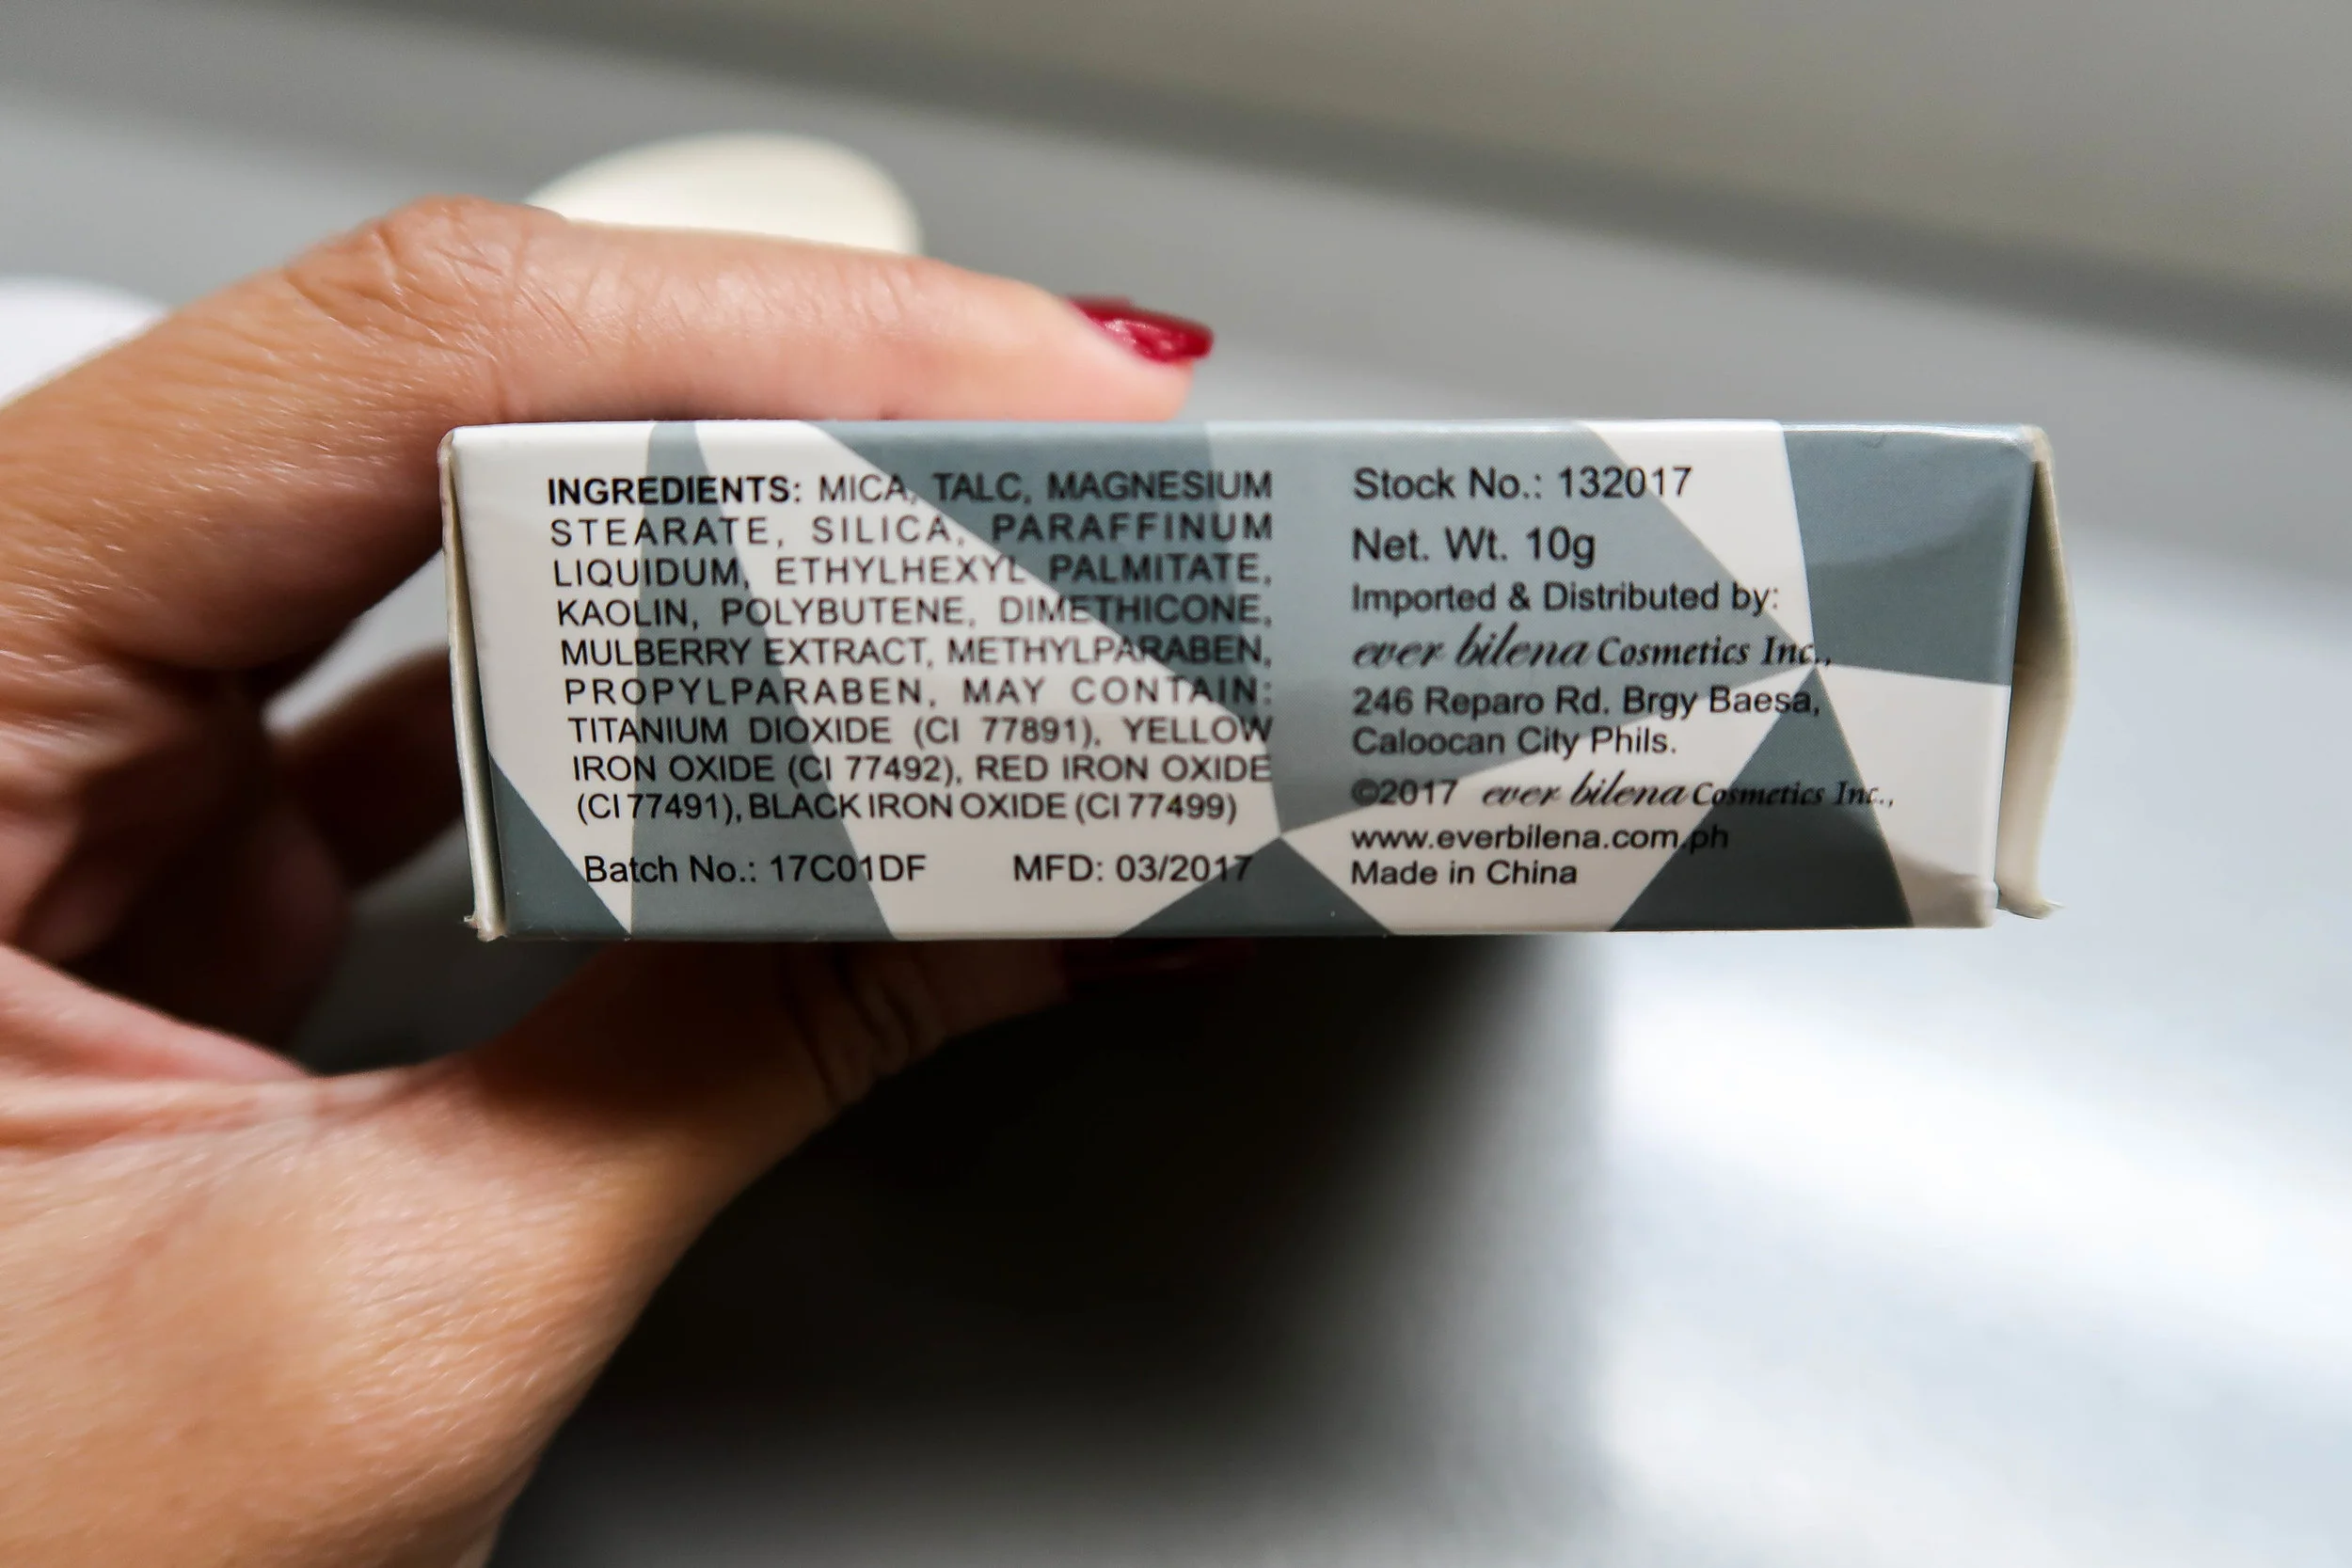 INGREDIENTS: MICA, TALC, MAGNESIUM
STEARATE, SILICA, PARAFFINUM
LIQUIDUM, ETHYLHEXYL PALMITATE,
KAOLIN, POLYBUTENE, DIMETHICONE,
MULBERRY EXTRACT, METHYLPARABEN,
PROPYLPARABEN, MAY CONTAIN:
TITANIUM DIOXIDE (CI 77891), YELLOW
IRON OXIDE (CI 77492), RED IRON OXIDE
(CI 77491), BLACK IRON OXIDE (CI 77499)
Batch No.: 17C01DF MFD: 03/2017
Stock No.: 132017
Net. Wt. 10g
Imported & Distributed by:
ever bilena Cosmetics Inc.,
246 Reparo Rd. Brgy Baesa,
Caloocan City Phils.
©2017 ever bilena Cosmetics Inc.,
www.everbilena.com.ph
Made in China